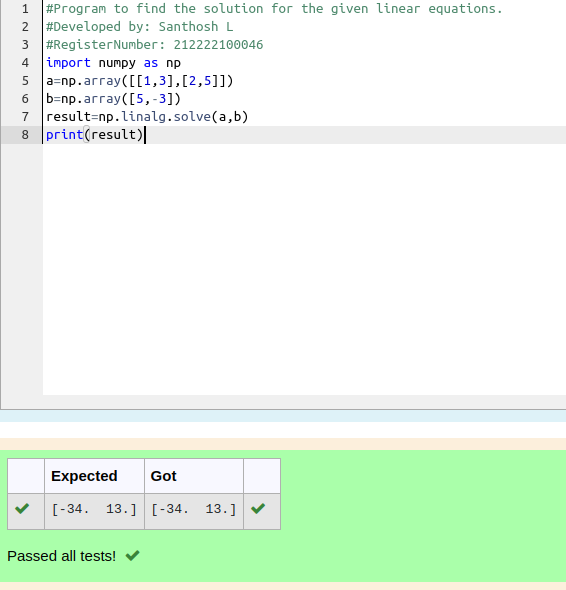 1 #Program to find the solution for the given linear equations.
2 #Developed by: Santhosh L
3 #RegisterNumber: 212222100046
4 import numpy as np
5 a=np.array([[1,3],[2,5]])
6 b=np.array([5,-3])
7 result=np.linalg.solve(a,b)
8 print(result)
Expected Got
[-34.  13.] [-34.  13.]
Passed all tests!